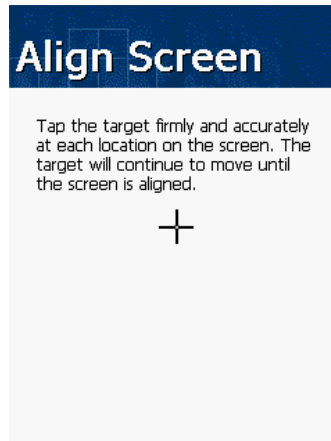 Align Screen
Tap the target firmly and accurately
at each location on the screen. The
target will continue to move until
the screen is aligned.